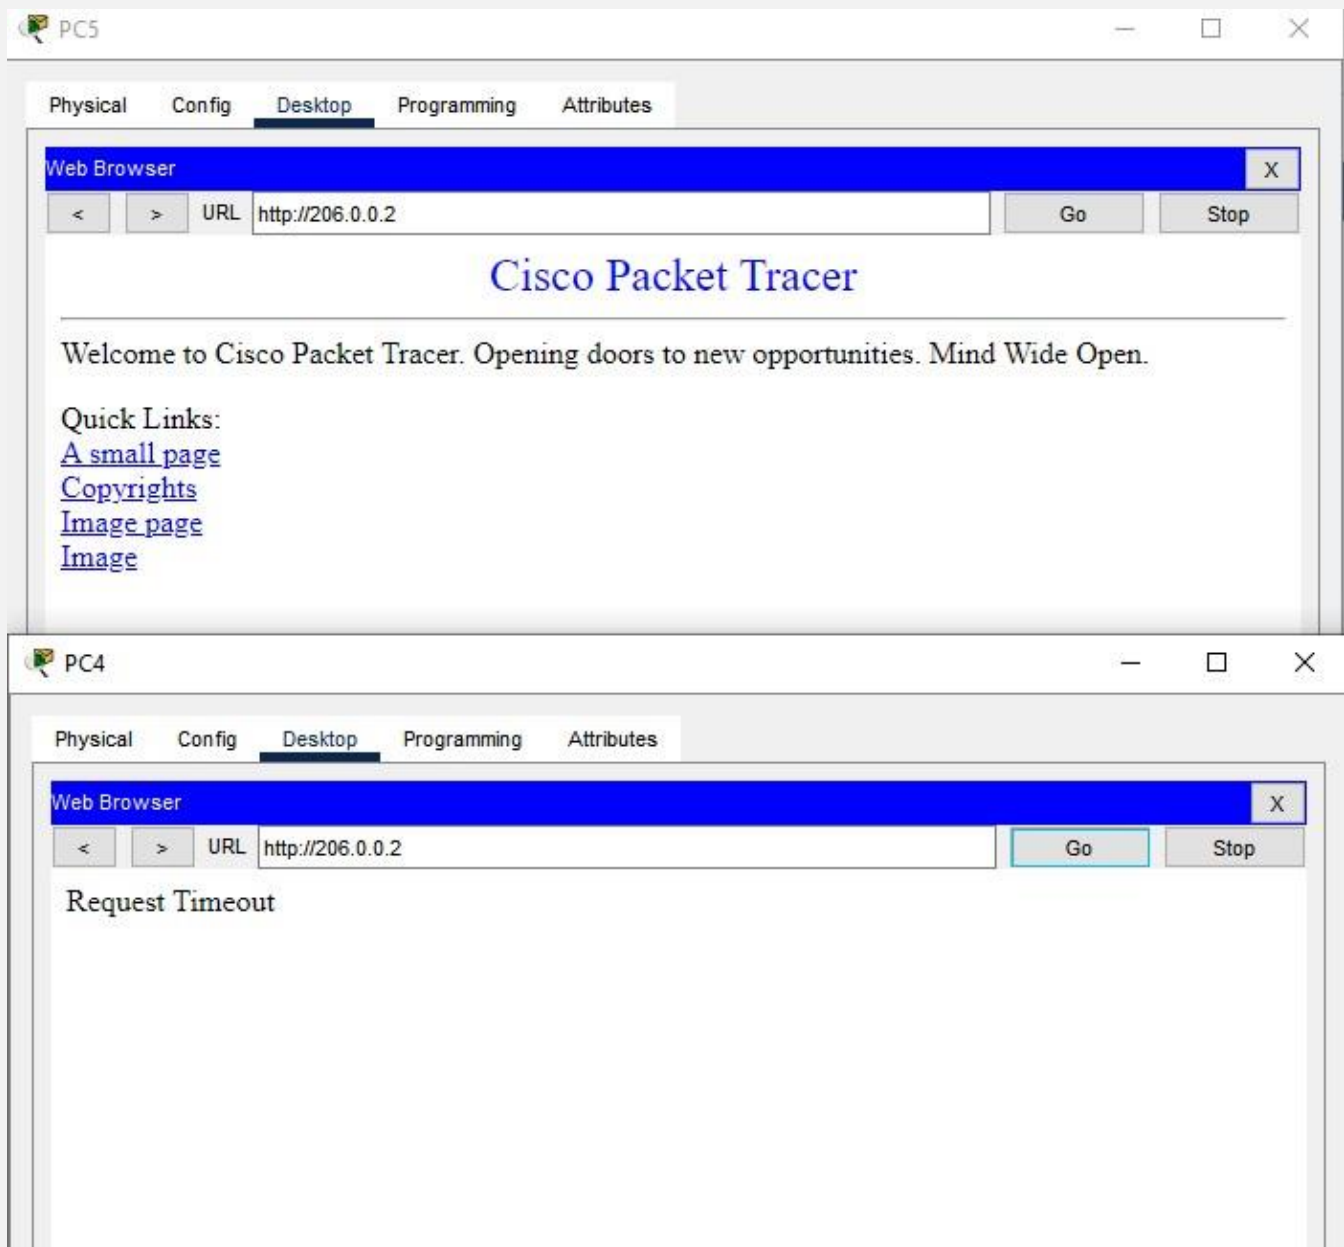 PC5
Physical Config Desktop Programming Attributes
Web Browser X
< > URL http://206.0.0.2 Go Stop
Cisco Packet Tracer
Welcome to Cisco Packet Tracer. Opening doors to new opportunities. Mind Wide Open.
Quick Links:
A small page
Copyrights
Image page
Image
PC4
Physical Config Desktop Programming Attributes
Web Browser X
< > URL http://206.0.0.2 Go Stop
Request Timeout